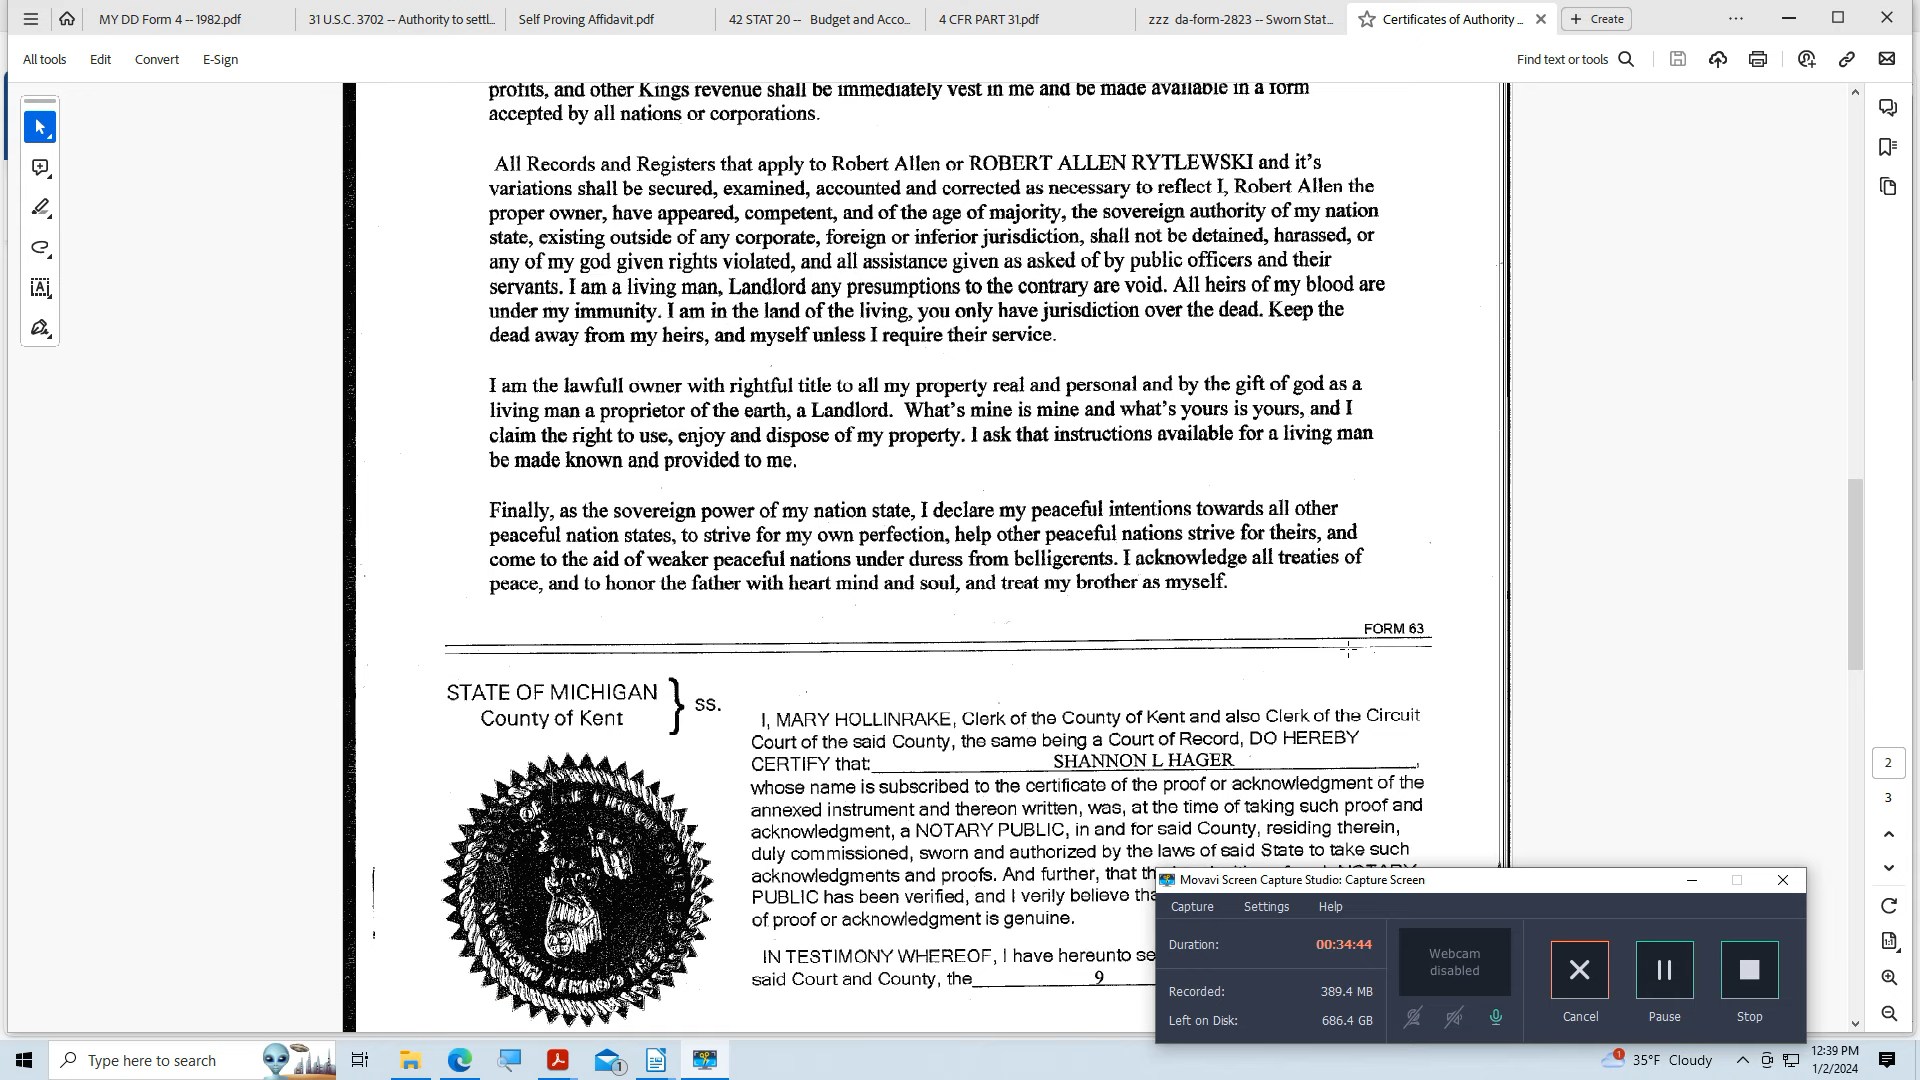 MY DD Form 4 -- 1982.pdf
31 U.S.C. 3702 -- Authority to settl...
Self Proving Affidavit.pdf
42 STAT 20 -- Budget and Acco...
4 CFR PART 31.pdf
zzz da-form-2823 -- Sworn Stat...
Certificates of Authority ...
Create
All tools
Edit
Convert
E-Sign
Find text or tools
profits, and other Kings revenue shall be immediately vest in me and be made available in a form
accepted by all nations or corporations.
All Records and Registers that apply to Robert Allen or ROBERT ALLEN RYTLEWSKI and it's
variations shall be secured, examined, accounted and corrected as necessary to reflect I, Robert Allen the
proper owner, have appeared, competent, and of the age of majority, the sovereign authority of my nation
state, existing outside of any corporate, foreign or inferior jurisdiction, shall not be detained, harassed, or
any of my god given rights violated, and all assistance given as asked of by public officers and their
servants. I am a living man, Landlord any presumptions to the contrary are void. All heirs of my blood are
under my immunity. I am in the land of the living, you only have jurisdiction over the dead. Keep the
dead away from my heirs, and myself unless I require their service.
I am the lawfull owner with rightful title to all my property real and personal and by the gift of god as a
living man a proprietor of the earth, a Landlord. What's mine is mine and what's yours is yours, and I
claim the right to use, enjoy and dispose of my property. I ask that instructions available for a living man
be made known and provided to me.
Finally, as the sovereign power of my nation state, I declare my peaceful intentions towards all other
peaceful nation states, to strive for my own perfection, help other peaceful nations strive for theirs, and
come to the aid of weaker peaceful nations under duress from belligerents. I acknowledge all treaties of
peace, and to honor the father with heart mind and soul, and treat my brother as myself.
FORM 63
STATE OF MICHIGAN
County of Kent
} ss.
I, MARY HOLLINRAKE, Clerk of the County of Kent and also Clerk of the Circuit
Court of the said County, the same being a Court of Record, DO HEREBY
CERTIFY that: SHANNON L HAGER,
whose name is subscribed to the certificate of the proof or acknowledgment of the
annexed instrument and thereon written, was, at the time of taking such proof and
acknowledgment, a NOTARY PUBLIC, in and for said County, residing therein,
duly commissioned, sworn and authorized by the laws of said State to take such
acknowledgments and proofs. And further, that th
PUBLIC has been verified, and I verily believe tha
of proof or acknowledgment is genuine.
IN TESTIMONY WHEREOF, I have hereunto se
said Court and County, the 9
2
3
Movavi Screen Capture Studio: Capture Screen
Capture
Settings
Help
Duration:
00:34:44
Recorded:
389.4 MB
Left on Disk:
686.4 GB
Webcam
disabled
Cancel
Pause
Stop
Type here to search
1
1
35°F Cloudy
12:39 PM
1/2/2024